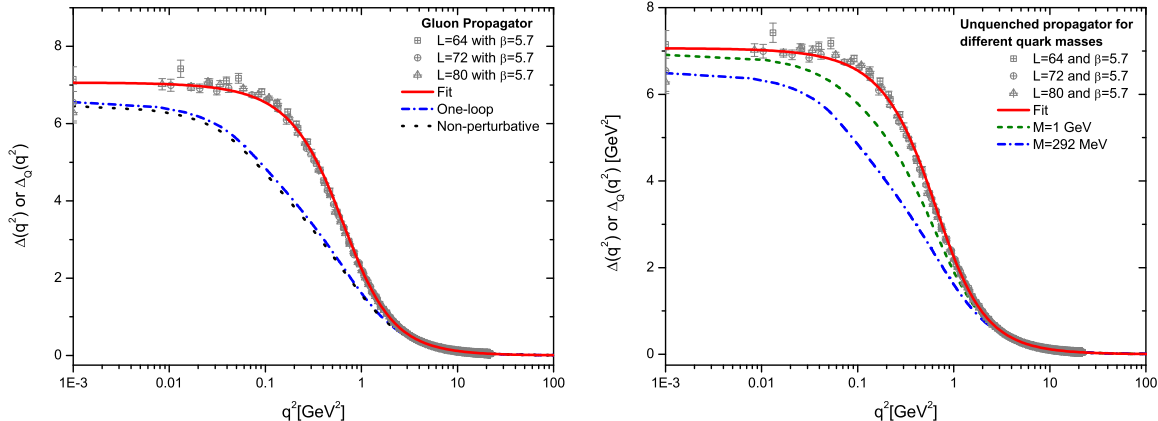 Gluon Propagator
L=64 with β=5.7
L=72 with β=5.7
L=80 with β=5.7
Fit
One-loop
Non-perturbative
8
6
4
2
0
Δ(q²) or Δ_Q(q²)
1E-3
0.01
0.1
1
10
100
q²[GeV²]
Unquenched propagator for
different quark masses
L=64 and β=5.7
L=72 and β=5.7
L=80 and β=5.7
Fit
M=1 GeV
M=292 MeV
8
6
4
2
0
Δ(q²) or Δ_Q(q²) [GeV²]
1E-3
0.01
0.1
1
10
100
q²[GeV²]